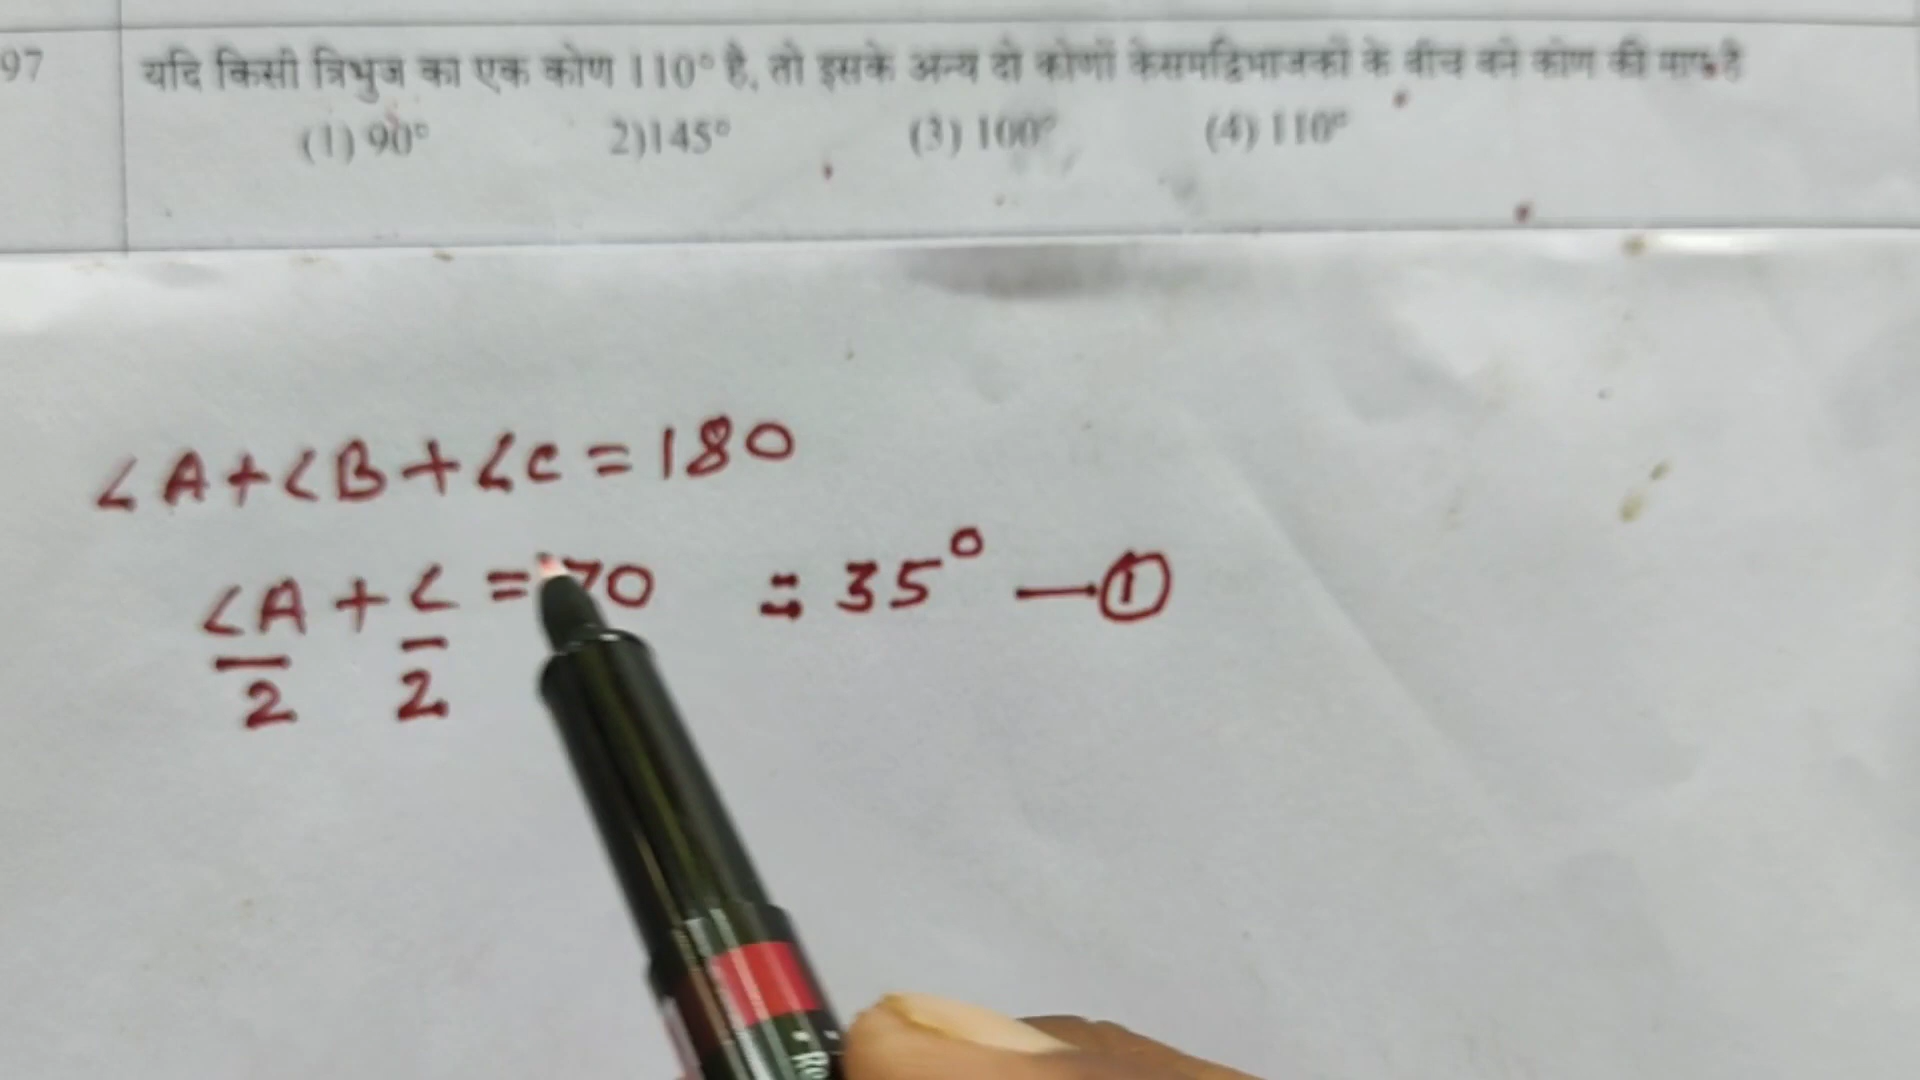 97
यदि किसी त्रिभुज का एक कोण 110° है, तो इसके अन्य दो कोणों केसमद्विभाजकों के बीच बने कोण की माप है
(1) 90° 2)145° (3) 100° (4) 110°
∠A+∠B+∠C=180
∠A/2 + ∠/2 = 70 = 35° — ①